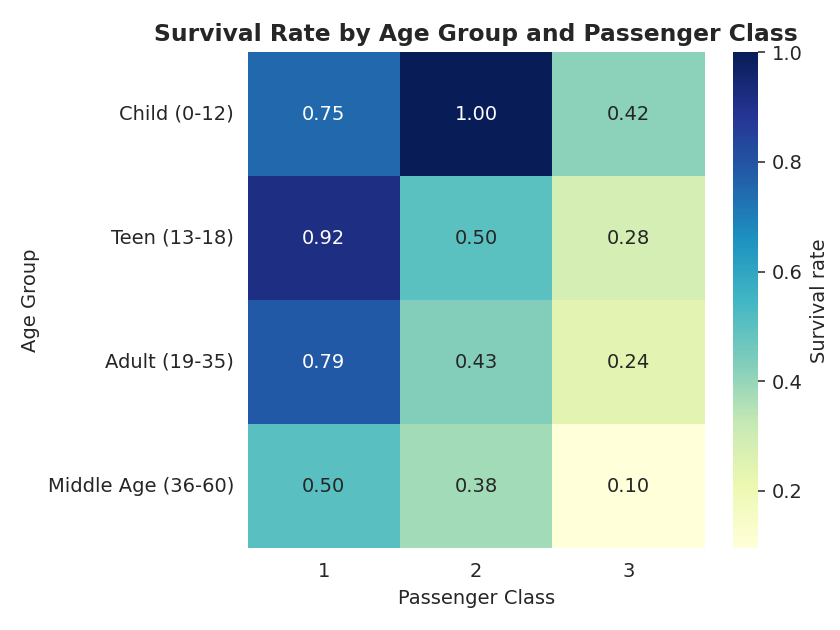 Survival Rate by Age Group and Passenger Class
Age Group
Child (0-12)
0.75 1.00 0.42
Teen (13-18)
0.92 0.50 0.28
Adult (19-35)
0.79 0.43 0.24
Middle Age (36-60)
0.50 0.38 0.10
1 2 3
Passenger Class
1.0
0.8
0.6
0.4
0.2
Survival rate